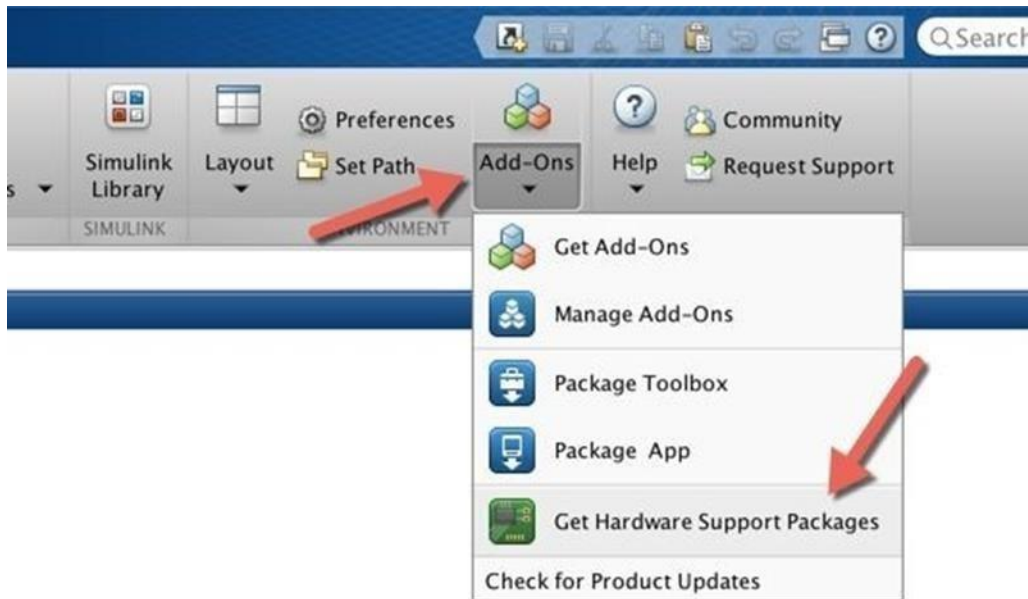 Search
Preferences
Community
Simulink Library
Layout
Set Path
Add-Ons
Help
Request Support
s
SIMULINK
ENVIRONMENT
Get Add-Ons
Manage Add-Ons
Package Toolbox
Package App
Get Hardware Support Packages
Check for Product Updates